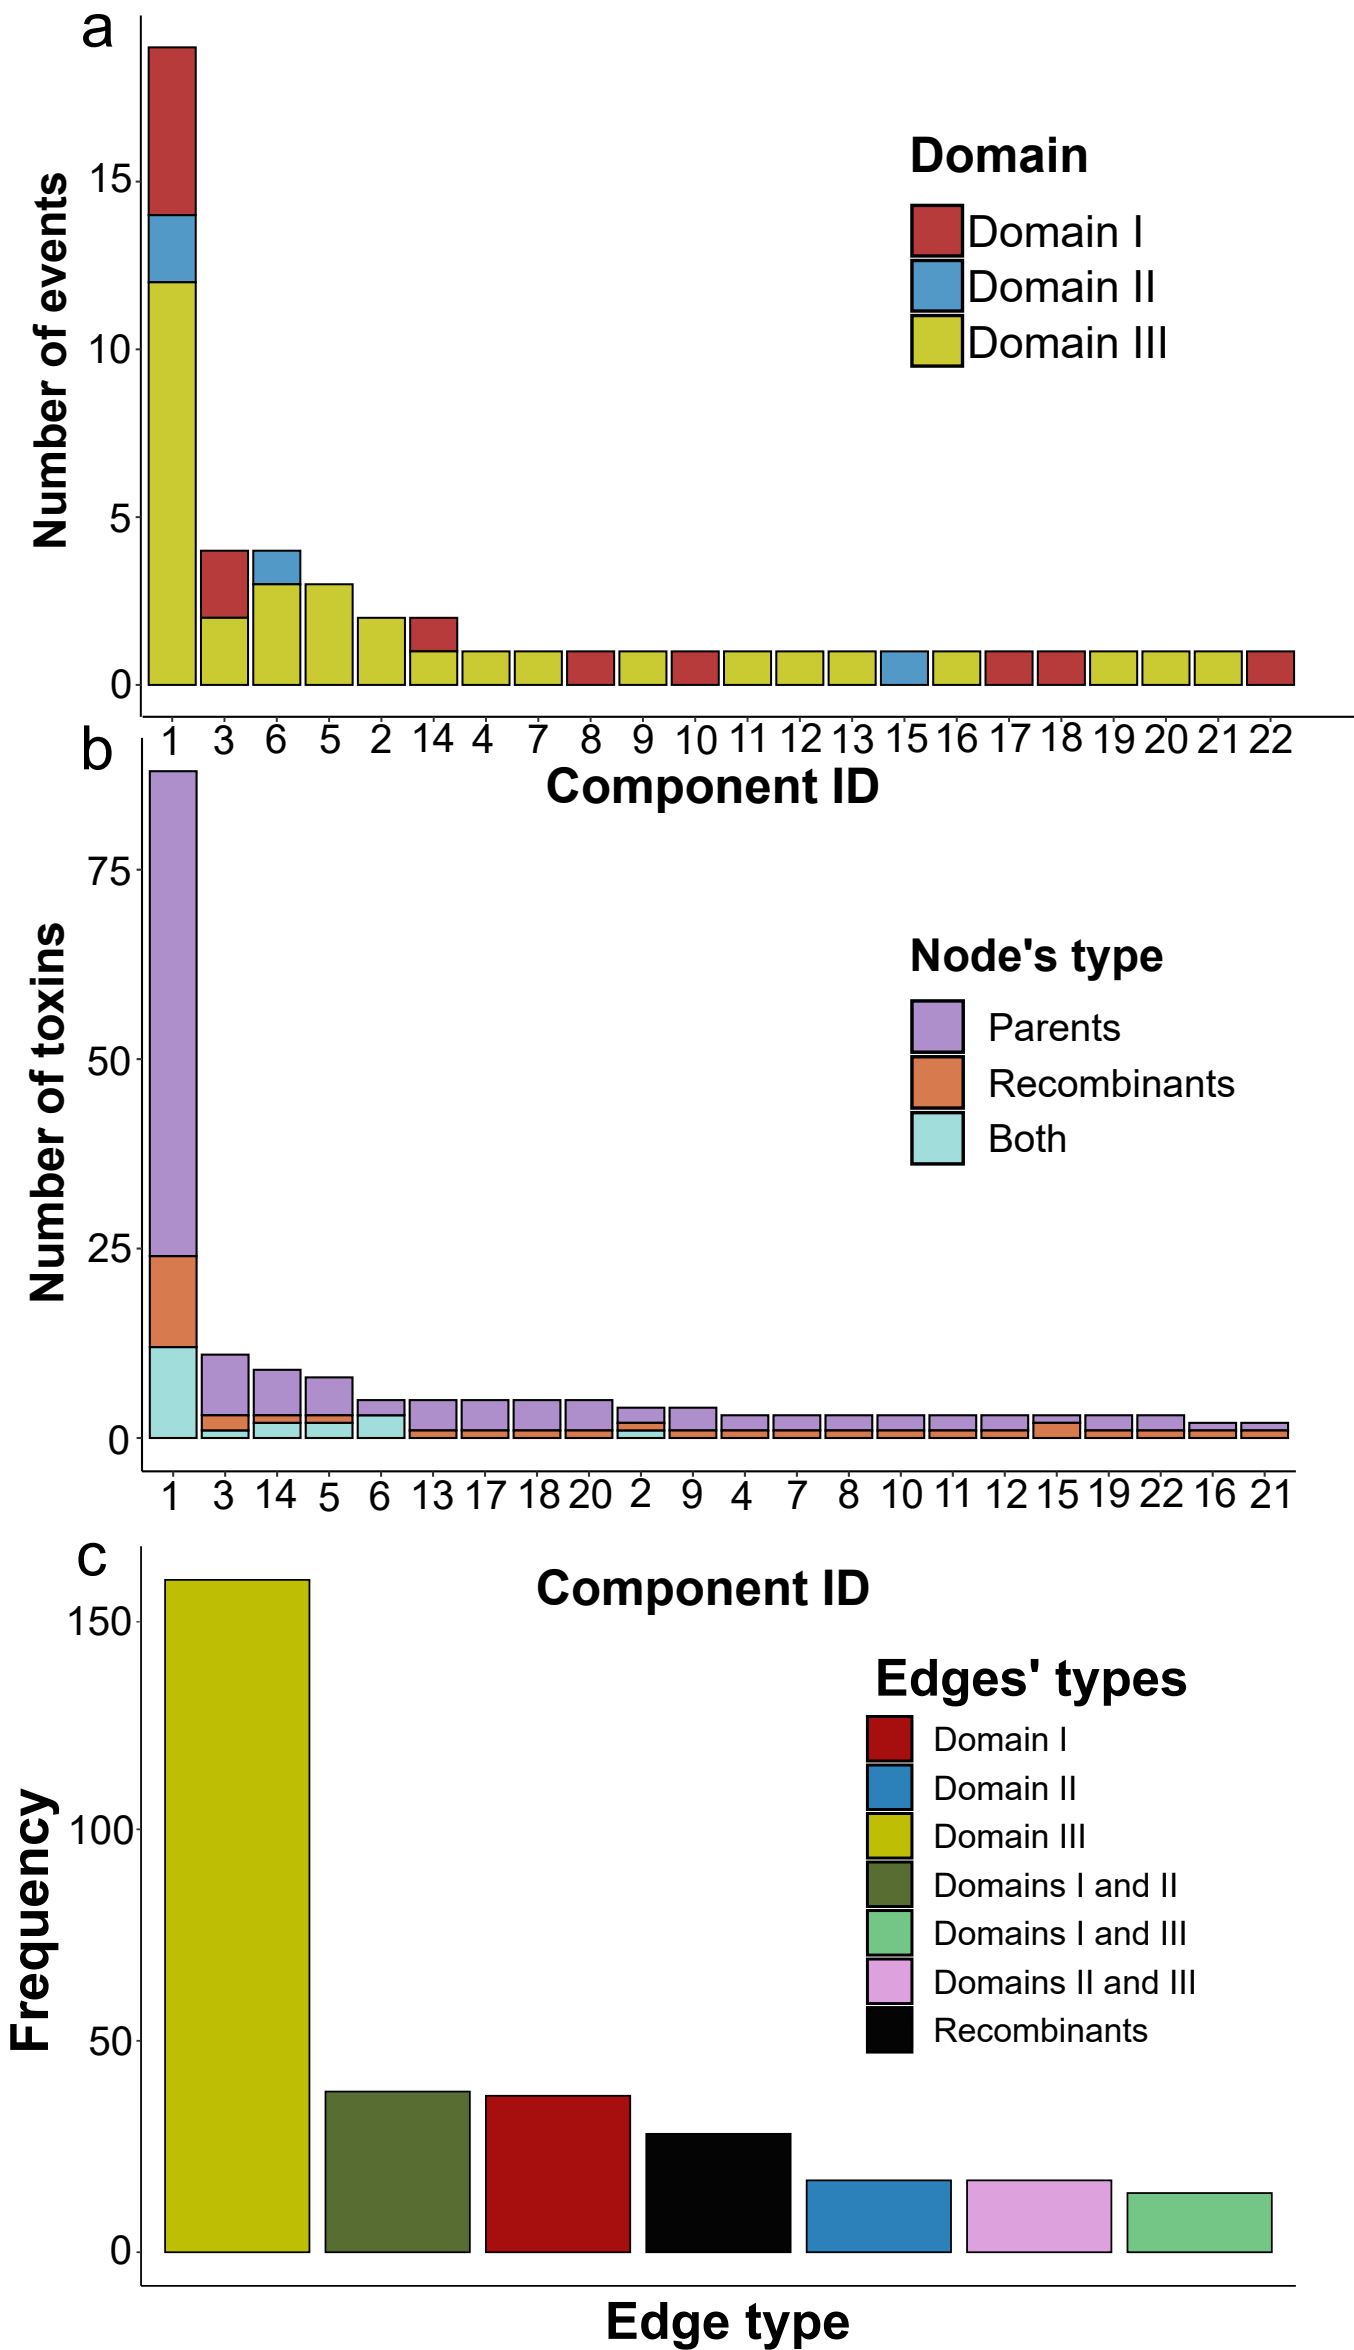 a
Number of events
15
10
5
0
Domain
Domain I
Domain II
Domain III
1 3 6 5 2 14 4 7 8 9 10 11 12 13 15 16 17 18 19 20 21 22
Component ID
b
Number of toxins
75
50
25
0
Node's type
Parents
Recombinants
Both
1 3 14 5 6 13 17 18 20 2 9 4 7 8 10 11 12 15 19 22 16 21
Component ID
c
Frequency
150
100
50
0
Edges' types
Domain I
Domain II
Domain III
Domains I and II
Domains I and III
Domains II and III
Recombinants
Edge type